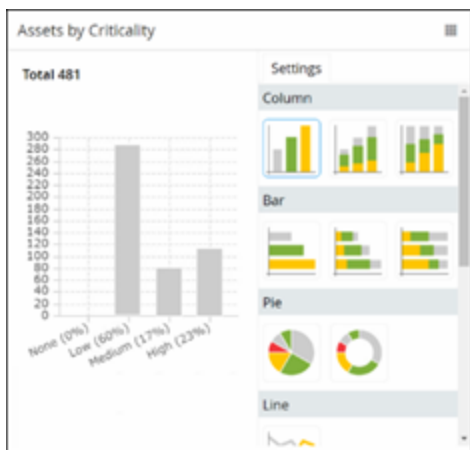 Assets by Criticality
Total 481
300
280
260
240
220
200
180
160
140
120
100
80
60
40
20
0
None (0%)
Low (60%)
Medium (17%)
High (23%)
Settings
Column
Bar
Pie
Line